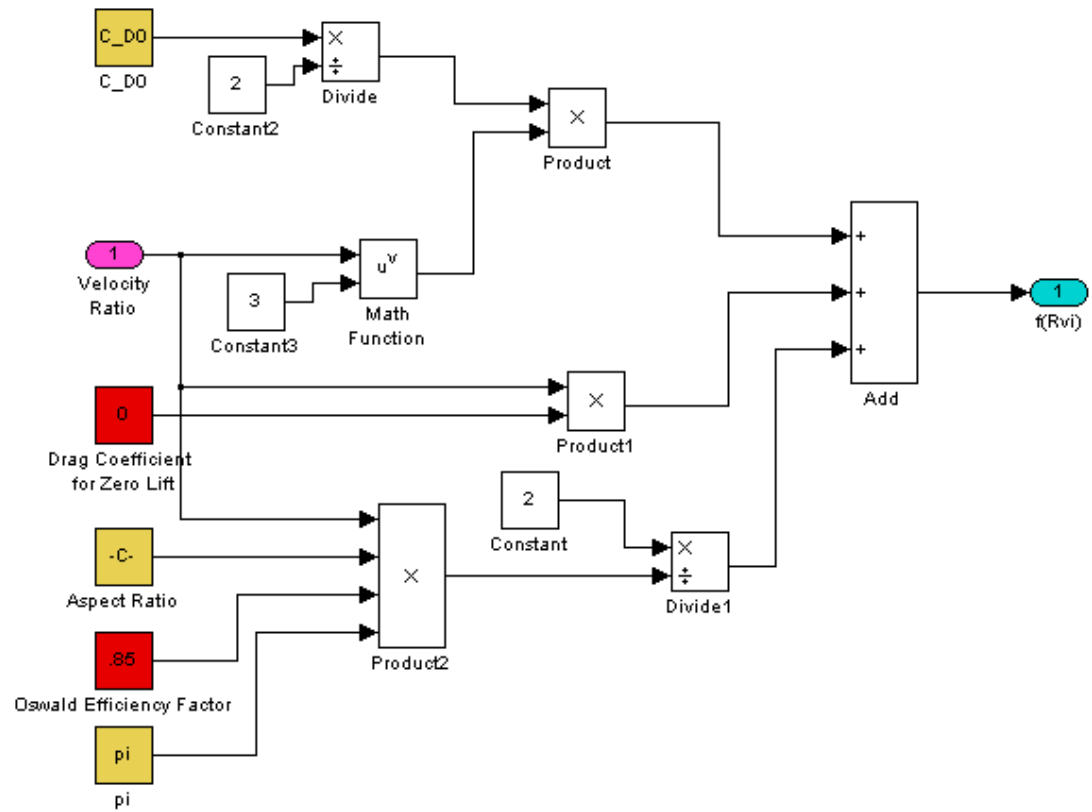 C_D0
C_D0
2
Constant2
×
÷
Divide
×
Product
1
Velocity
Ratio
3
Constant3
u^v
Math
Function
+
+
+
Add
1
f(Rvi)
0
Drag Coefficient
for Zero Lift
×
Product1
2
Constant
×
÷
Divide1
-C-
Aspect Ratio
×
Product2
.85
Oswald Efficiency Factor
pi
pi